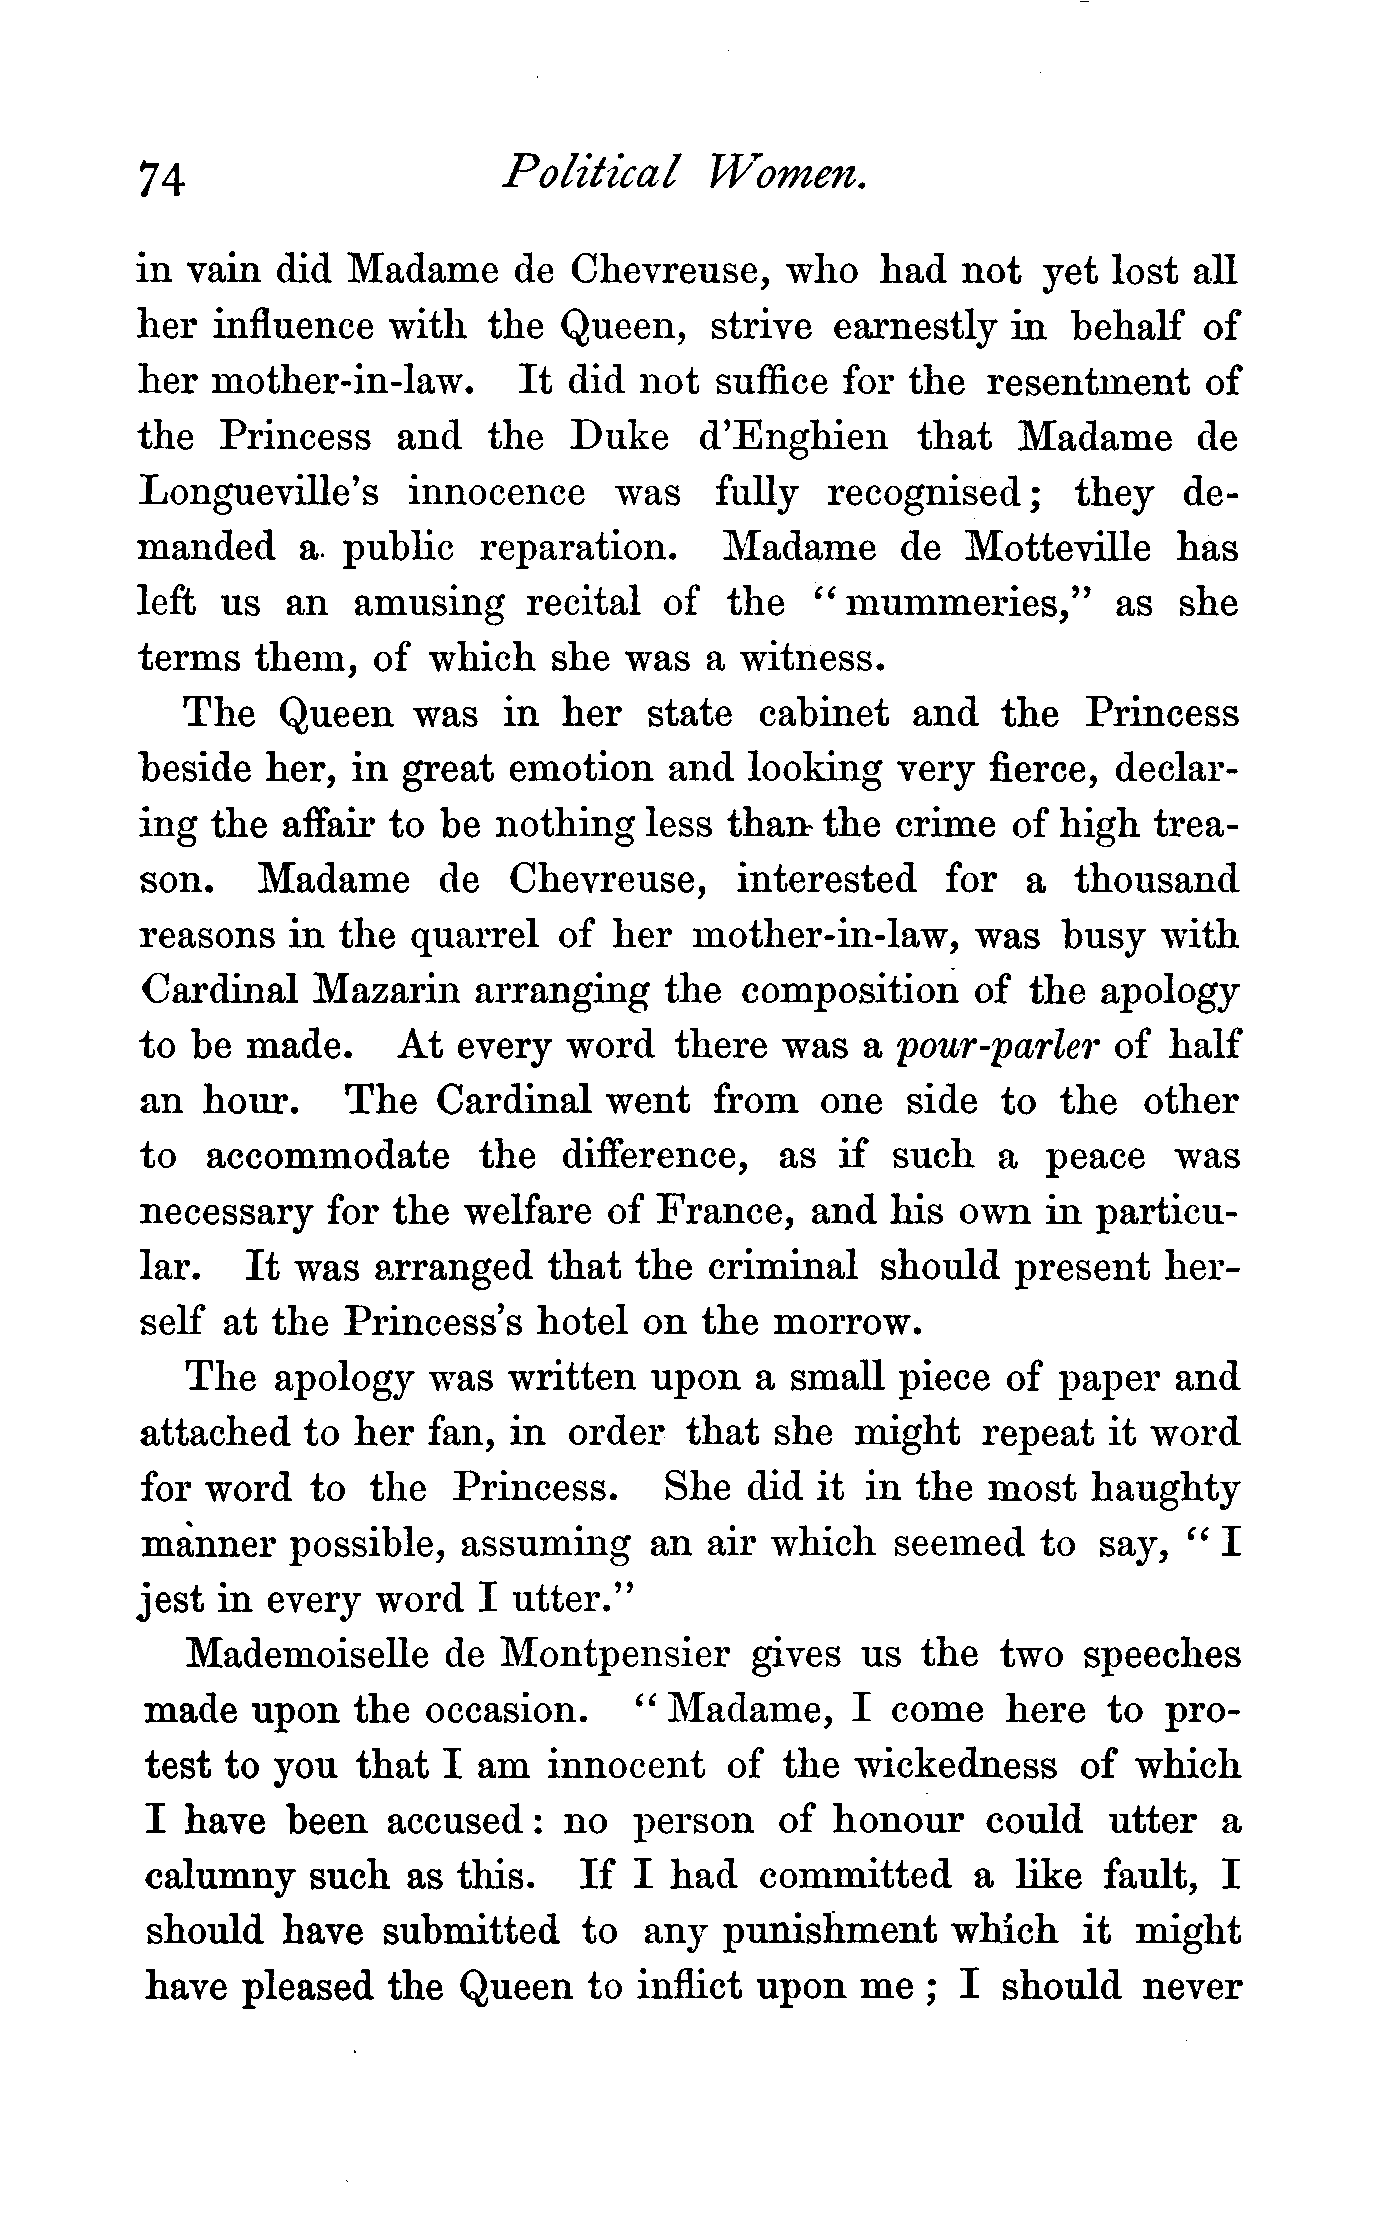 74 Political Women.
in vain did Madame de Chevreuse, who had not yet lost all
her influence with the Queen, strive earnestly in behalf of
her mother-in-law. It did not suffice for the resentment of
the Princess and the Duke d'Enghien that Madame de
Longueville's innocence was fully recognised; they de-
manded a public reparation. Madame de Motteville has
left us an amusing recital of the "mummeries," as she
terms them, of which she was a witness.
The Queen was in her state cabinet and the Princess
beside her, in great emotion and looking very fierce, declar-
ing the affair to be nothing less than the crime of high trea-
son. Madame de Chevreuse, interested for a thousand
reasons in the quarrel of her mother-in-law, was busy with
Cardinal Mazarin arranging the composition of the apology
to be made. At every word there was a pour-parler of half
an hour. The Cardinal went from one side to the other
to accommodate the difference, as if such a peace was
necessary for the welfare of France, and his own in particu-
lar. It was arranged that the criminal should present her-
self at the Princess's hotel on the morrow.
The apology was written upon a small piece of paper and
attached to her fan, in order that she might repeat it word
for word to the Princess. She did it in the most haughty
manner possible, assuming an air which seemed to say, "I
jest in every word I utter."
Mademoiselle de Montpensier gives us the two speeches
made upon the occasion. "Madame, I come here to pro-
test to you that I am innocent of the wickedness of which
I have been accused: no person of honour could utter a
calumny such as this. If I had committed a like fault, I
should have submitted to any punishment which it might
have pleased the Queen to inflict upon me; I should never